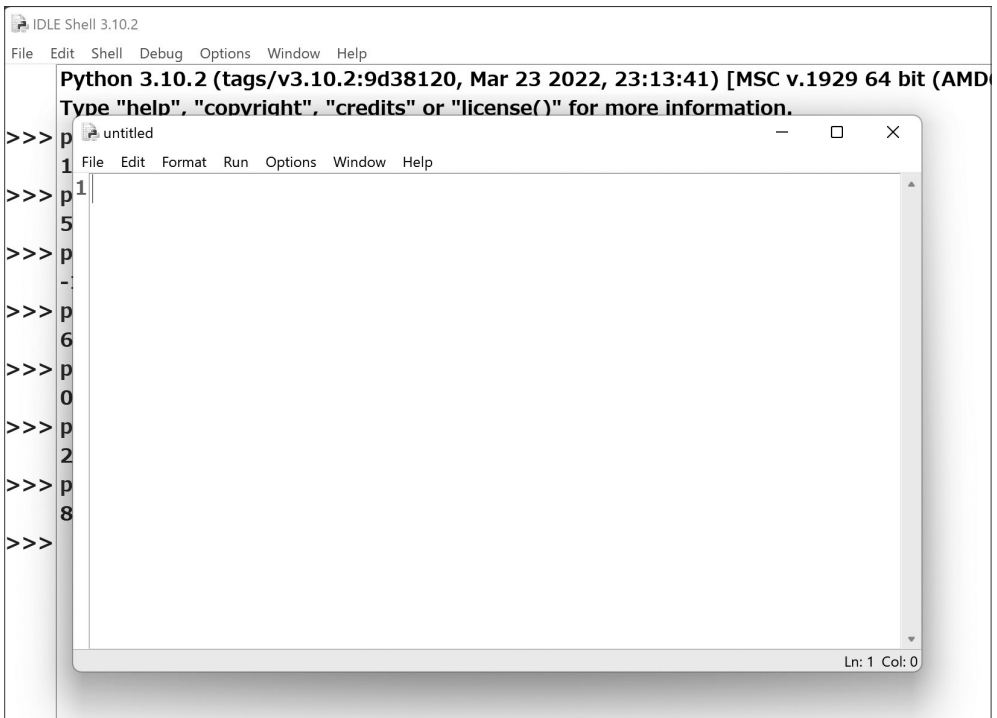 IDLE Shell 3.10.2
File Edit Shell Debug Options Window Help
Python 3.10.2 (tags/v3.10.2:9d38120, Mar 23 2022, 23:13:41) [MSC v.1929 64 bit (AMD
Type "help", "copyright", "credits" or "license()" for more information.
>>> p
1
>>> p
5
>>> p
-1
>>> p
6
>>> p
0
>>> p
2
>>> p
8
>>>
untitled
File Edit Format Run Options Window Help
1
Ln: 1 Col: 0